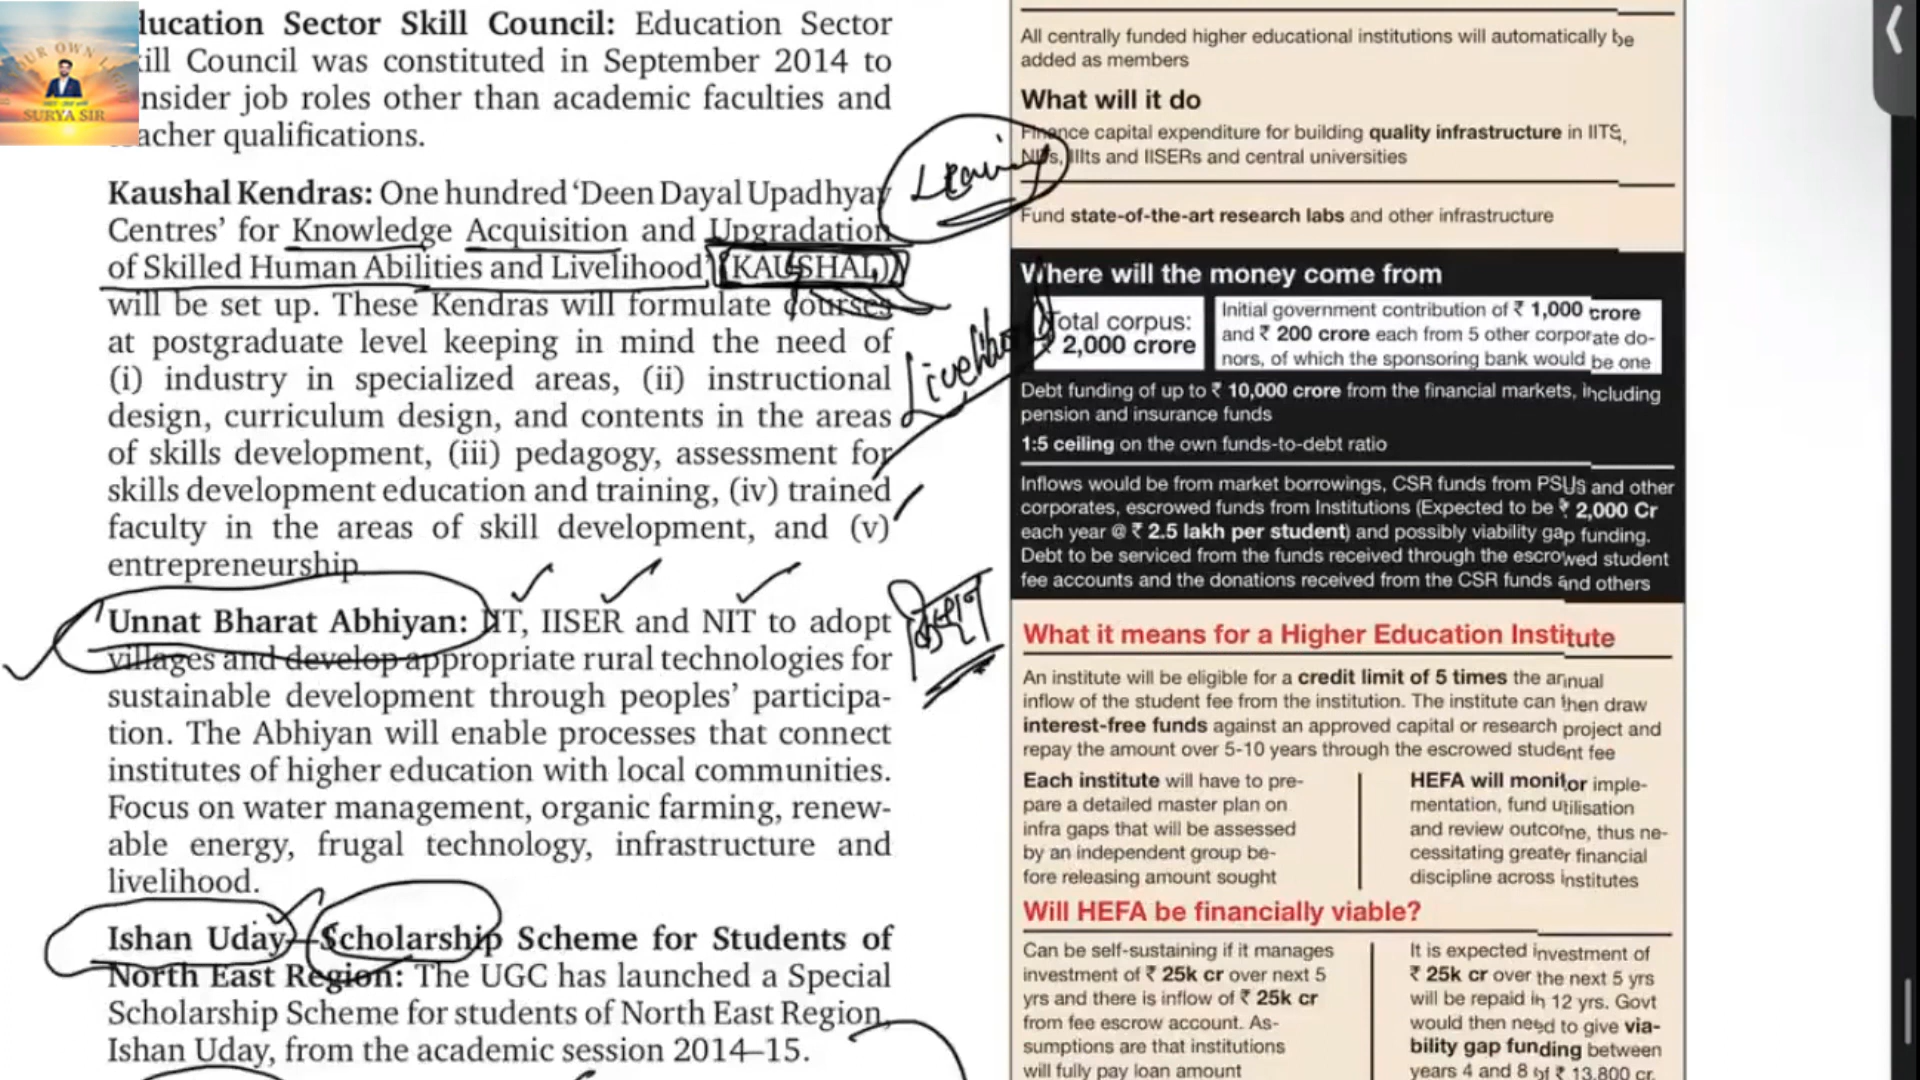 UR OWN LIGHT
SURYA SIR
ducation Sector Skill Council: Education Sector
kill Council was constituted in September 2014 to
nsider job roles other than academic faculties and
eacher qualifications.
Kaushal Kendras: One hundred ‘Deen Dayal Upadhyay
Centres’ for Knowledge Acquisition and Upgradation
of Skilled Human Abilities and Livelihood’ (KAUSHAL)
will be set up. These Kendras will formulate courses
at postgraduate level keeping in mind the need of
(i) industry in specialized areas, (ii) instructional
design, curriculum design, and contents in the areas
of skills development, (iii) pedagogy, assessment for
skills development education and training, (iv) trained
faculty in the areas of skill development, and (v)
entrepreneurship.
Unnat Bharat Abhiyan: IIT, IISER and NIT to adopt
villages and develop appropriate rural technologies for
sustainable development through peoples’ participa-
tion. The Abhiyan will enable processes that connect
institutes of higher education with local communities.
Focus on water management, organic farming, renew-
able energy, frugal technology, infrastructure and
livelihood.
Ishan Uday—Scholarship Scheme for Students of
North East Region: The UGC has launched a Special
Scholarship Scheme for students of North East Region,
Ishan Uday, from the academic session 2014–15.
Livelihood
All centrally funded higher educational institutions will automatically be
added as members
What will it do
Finance capital expenditure for building quality infrastructure in IITS,
NITs, IIIts and IISERs and central universities
Fund state-of-the-art research labs and other infrastructure
Where will the money come from
Total corpus:
₹ 2,000 crore
Initial government contribution of ₹ 1,000 crore
and ₹ 200 crore each from 5 other corporate do-
nors, of which the sponsoring bank would be one
Debt funding of up to ₹ 10,000 crore from the financial markets, including
pension and insurance funds
1:5 ceiling on the own funds-to-debt ratio
Inflows would be from market borrowings, CSR funds from PSUs and other
corporates, escrowed funds from Institutions (Expected to be ₹ 2,000 Cr
each year @ ₹ 2.5 lakh per student) and possibly viability gap funding.
Debt to be serviced from the funds received through the escrowed student
fee accounts and the donations received from the CSR funds and others
What it means for a Higher Education Institute
An institute will be eligible for a credit limit of 5 times the annual
inflow of the student fee from the institution. The institute can then draw
interest-free funds against an approved capital or research project and
repay the amount over 5-10 years through the escrowed student fee
Each institute will have to pre-
pare a detailed master plan on
infra gaps that will be assessed
by an independent group be-
fore releasing amount sought
HEFA will monitor imple-
mentation, fund utilisation
and review outcome, thus ne-
cessitating greater financial
discipline across institutes
Will HEFA be financially viable?
Can be self-sustaining if it manages
investment of ₹ 25k cr over next 5
yrs and there is inflow of ₹ 25k cr
from fee escrow account. As-
sumptions are that institutions
will fully pay loan amount
It is expected investment of
₹ 25k cr over the next 5 yrs
will be repaid in 12 yrs. Govt
would then need to give via-
bility gap funding between
years 4 and 8 of ₹ 13,800 cr.